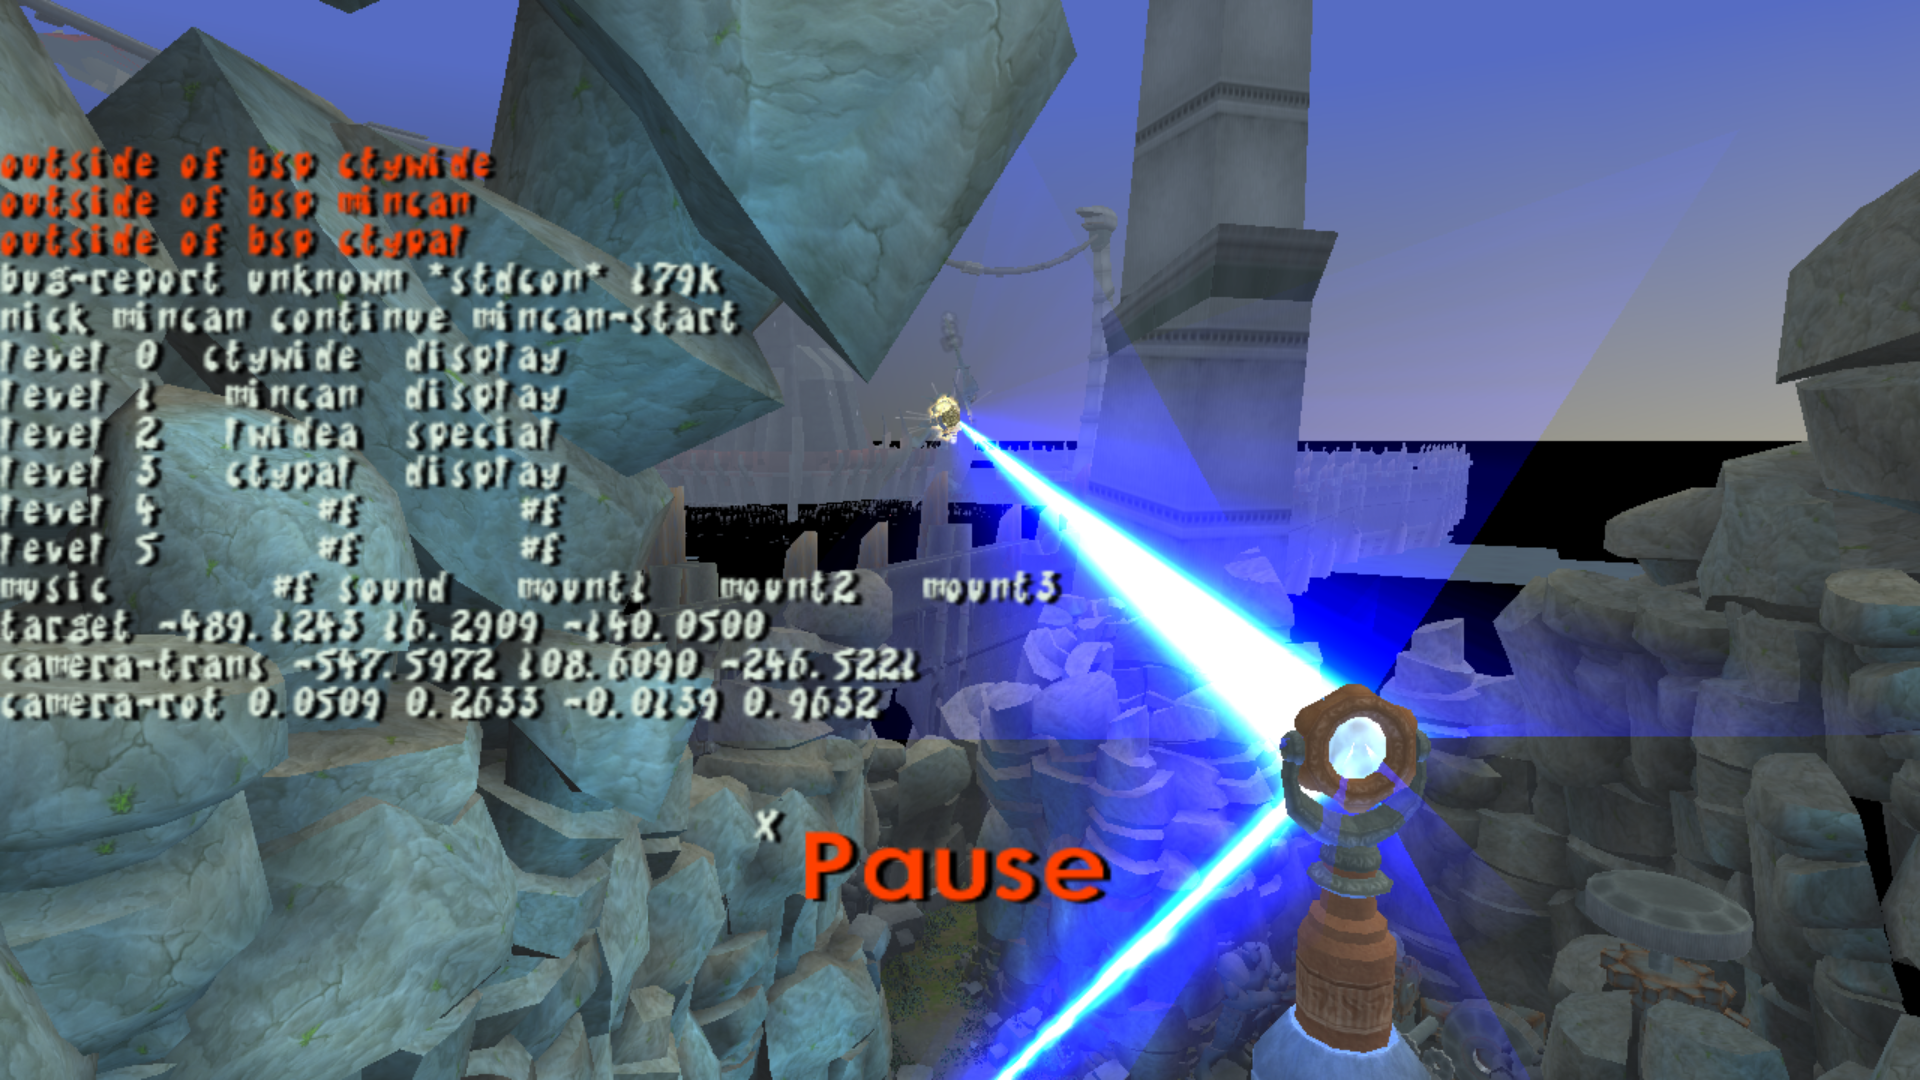 outside of bsp ctywide
outside of bsp mincan
outside of bsp ctypal
bug-report unknown *stdcon* 179k
nick mincan continue mincan-start
level 0 ctywide display
level 1 mincan display
level 2 lwidea special
level 3 ctypal display
level 4 #f #f
level 5 #f #f
music #f sound mount1 mount2 mount3
target -489.1243 16.2909 -140.0500
camera-trans -547.5972 108.6090 -246.5221
camera-rot 0.0509 0.2633 -0.0139 0.9632
x
Pause